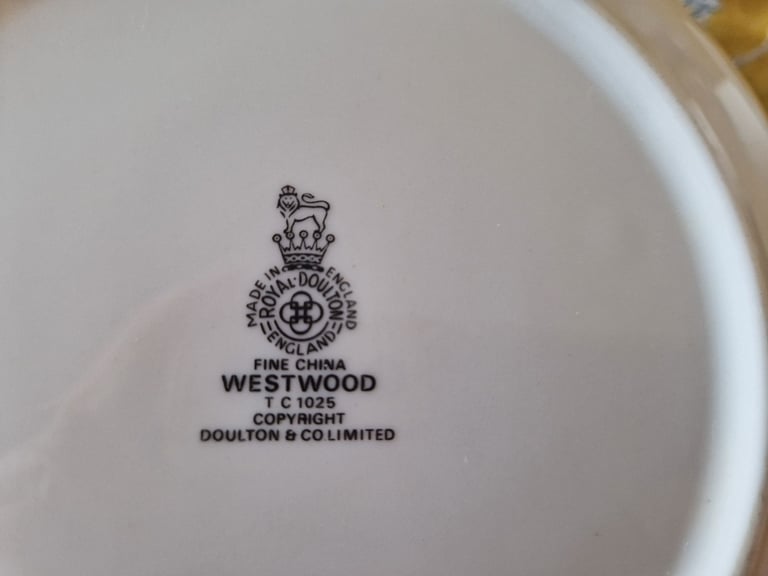 MADE IN ENGLAND
ROYAL DOULTON
ENGLAND
FINE CHINA
WESTWOOD
T C 1025
COPYRIGHT
DOULTON & CO.LIMITED